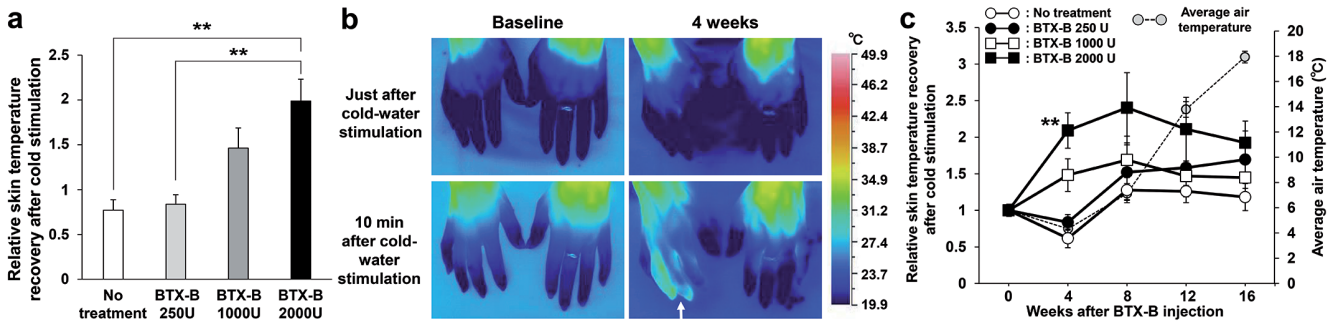 a
**
**
Relative skin temperature
recovery after cold stimulation
2.5
2
1.5
1
0.5
0
No
treatment
BTX-B
250U
BTX-B
1000U
BTX-B
2000U
b
Baseline
4 weeks
Just after
cold-water
stimulation
10 min
after cold-
water
stimulation
℃
49.9
46.2
42.4
38.7
34.9
31.2
27.4
23.7
19.9
c
: No treatment
: BTX-B 250 U
: BTX-B 1000 U
: BTX-B 2000 U
Average air
temperature
Relative skin temperature recovery
after cold stimulation
3.5
3
2.5
2
1.5
1
0.5
0
**
20
18
16
14
12
10
8
6
4
2
0
Average air temperature (℃)
0
4
8
12
16
Weeks after BTX-B injection